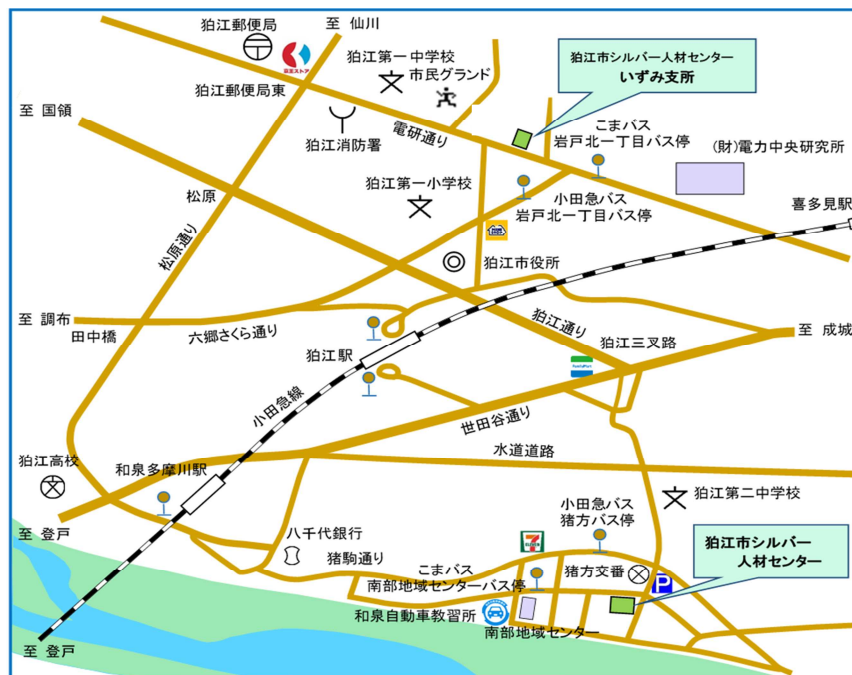 狛江郵便局
至 仙川
狛江第一中学校
市民グランド
狛江市シルバー人材センター
いずみ支所
狛江郵便局東
至 国領
狛江消防署
電研通り
こまバス
岩戸北一丁目バス停
(財)電力中央研究所
松原
狛江第一小学校
小田急バス
岩戸北一丁目バス停
喜多見駅
松原通り
狛江市役所
至 調布
田中橋
六郷さくら通り
狛江駅
狛江通り
狛江三叉路
至 成城
FamilyMart
小田急線
世田谷通り
水道道路
狛江高校
和泉多摩川駅
狛江第二中学校
小田急バス
猪方バス停
至 登戸
八千代銀行
猪駒通り
こまバス
南部地域センターバス停
猪方交番
P
狛江市シルバー
人材センター
和泉自動車教習所
南部地域センター
至 登戸